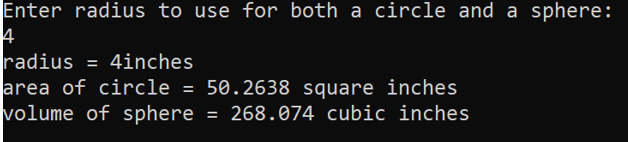 Enter radius to use for both a circle and a sphere:
4
radius = 4inches
area of circle = 50.2638 square inches
volume of sphere = 268.074 cubic inches